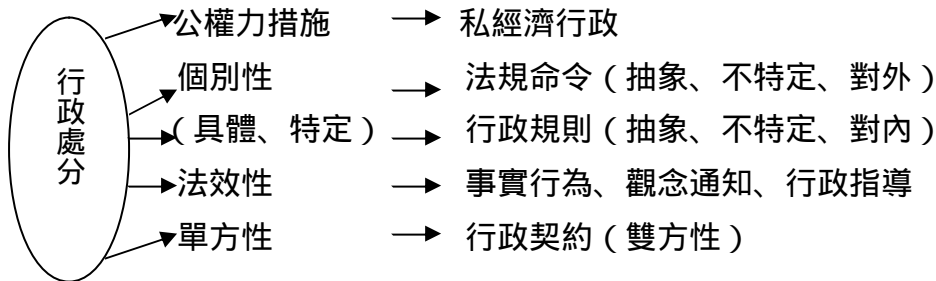 公權力措施 私經濟行政
行政處分
個別性 法規命令（抽象、不特定、對外）
（具體、特定） 行政規則（抽象、不特定、對內）
法效性 事實行為、觀念通知、行政指導
單方性 行政契約（雙方性）